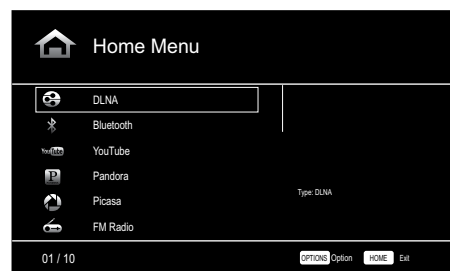 Home Menu
DLNA
Bluetooth
YouTube YouTube
P Pandora
Picasa
FM Radio
Type: DLNA
01 / 10
OPTIONS Option HOME Exit